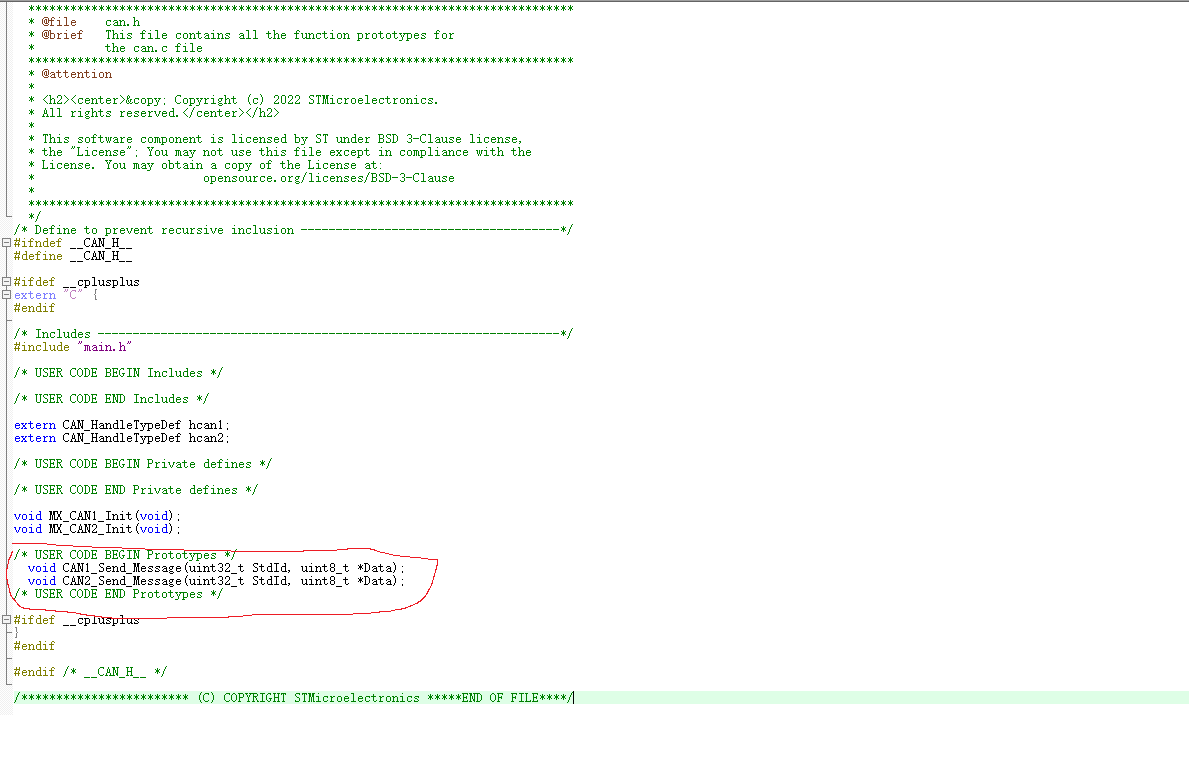 ******************************************************************************
* @file    can.h
* @brief   This file contains all the function prototypes for
*          the can.c file
******************************************************************************
* @attention
*
* <h2><center>&copy; Copyright (c) 2022 STMicroelectronics.
* All rights reserved.</center></h2>
*
* This software component is licensed by ST under BSD 3-Clause license,
* the "License"; You may not use this file except in compliance with the
* License. You may obtain a copy of the License at:
*                        opensource.org/licenses/BSD-3-Clause
*
******************************************************************************
*/
/* Define to prevent recursive inclusion -------------------------------------*/
#ifndef __CAN_H__
#define __CAN_H__

#ifdef __cplusplus
extern "C" {
#endif

/* Includes ------------------------------------------------------------------*/
#include "main.h"

/* USER CODE BEGIN Includes */

/* USER CODE END Includes */

extern CAN_HandleTypeDef hcan1;
extern CAN_HandleTypeDef hcan2;

/* USER CODE BEGIN Private defines */

/* USER CODE END Private defines */

void MX_CAN1_Init(void);
void MX_CAN2_Init(void);

/* USER CODE BEGIN Prototypes */
  void CAN1_Send_Message(uint32_t StdId, uint8_t *Data);
  void CAN2_Send_Message(uint32_t StdId, uint8_t *Data);
/* USER CODE END Prototypes */

#ifdef __cplusplus
}
#endif

#endif /* __CAN_H__ */

/************************ (C) COPYRIGHT STMicroelectronics *****END OF FILE****/